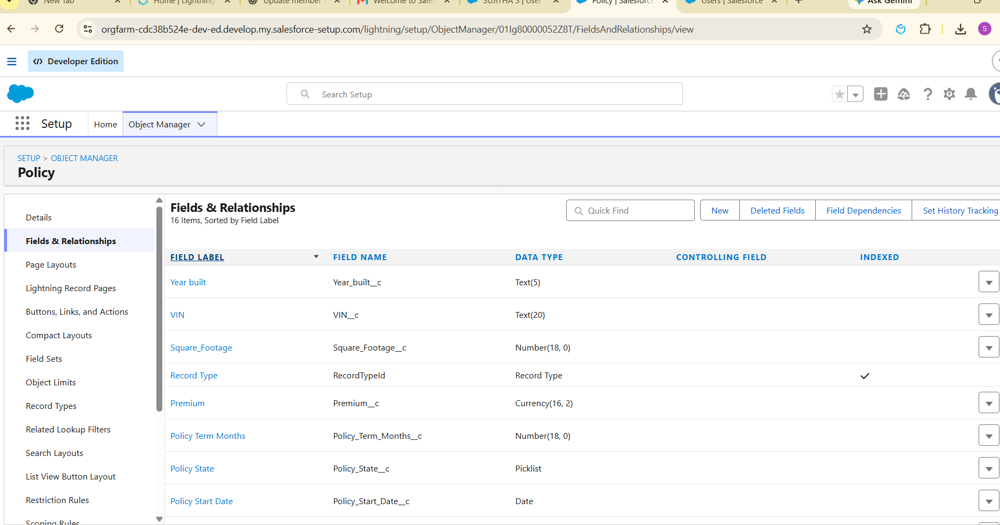 New Tab
Home | Lightning
Update member
Welcome to Sales
SUJITHA S | User
Policy | Salesforce
Users | Salesforce
Ask Gemini
orgfarm-cdc38b524e-dev-ed.develop.my.salesforce-setup.com/lightning/setup/ObjectManager/01Ig80000052Z8T/FieldsAndRelationships/view
S
Developer Edition
Search Setup
Setup
Home
Object Manager
SETUP > OBJECT MANAGER
Policy
Details
Fields & Relationships
Page Layouts
Lightning Record Pages
Buttons, Links, and Actions
Compact Layouts
Field Sets
Object Limits
Record Types
Related Lookup Filters
Search Layouts
List View Button Layout
Restriction Rules
Scoping Rules
Fields & Relationships
16 Items, Sorted by Field Label
Quick Find
New
Deleted Fields
Field Dependencies
Set History Tracking
FIELD LABEL FIELD NAME DATA TYPE CONTROLLING FIELD INDEXED
Year built Year_built__c Text(5)
VIN VIN__c Text(20)
Square_Footage Square_Footage__c Number(18, 0)
Record Type RecordTypeId Record Type
Premium Premium__c Currency(16, 2)
Policy Term Months Policy_Term_Months__c Number(18, 0)
Policy State Policy_State__c Picklist
Policy Start Date Policy_Start_Date__c Date